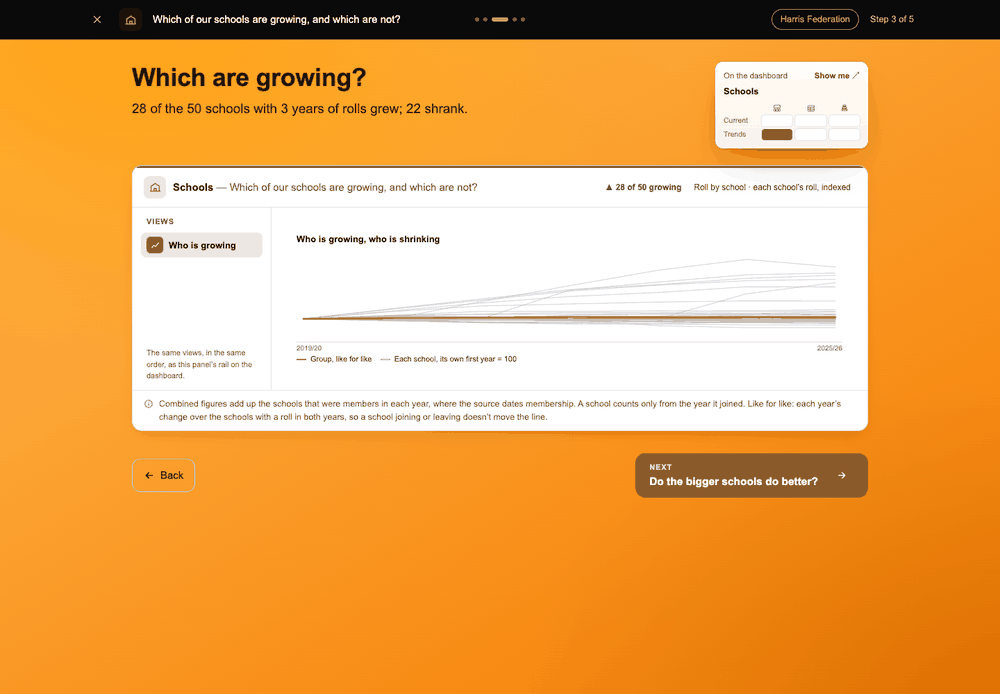 Which of our schools are growing, and which are not?
Harris Federation
Step 3 of 5
Which are growing?
28 of the 50 schools with 3 years of rolls grew; 22 shrank.
On the dashboard
Show me
Schools
Current
Trends
Schools — Which of our schools are growing, and which are not?
▲ 28 of 50 growing
Roll by school · each school's roll, indexed
VIEWS
Who is growing
The same views, in the same
order, as this panel's rail on the
dashboard.
Who is growing, who is shrinking
2019/20
2025/26
Group, like for like
Each school, its own first year = 100
Combined figures add up the schools that were members in each year, where the source dates membership. A school counts only from the year it joined. Like for like: each year's
change over the schools with a roll in both years, so a school joining or leaving doesn't move the line.
← Back
NEXT
Do the bigger schools do better? →